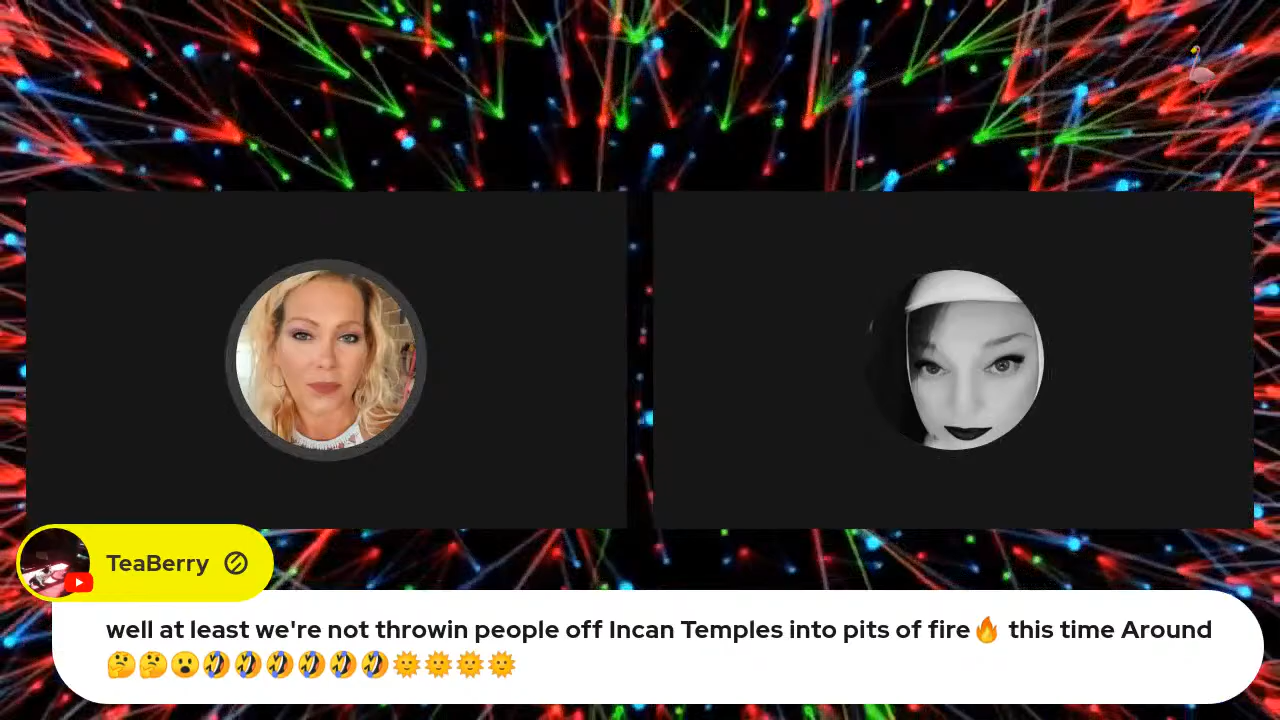 TeaBerry
well at least we're not throwin people off Incan Temples into pits of fire🔥 this time Around
🤔🤔😮🤣🤣🤣🤣🤣🤣🌞🌞🌞🌞